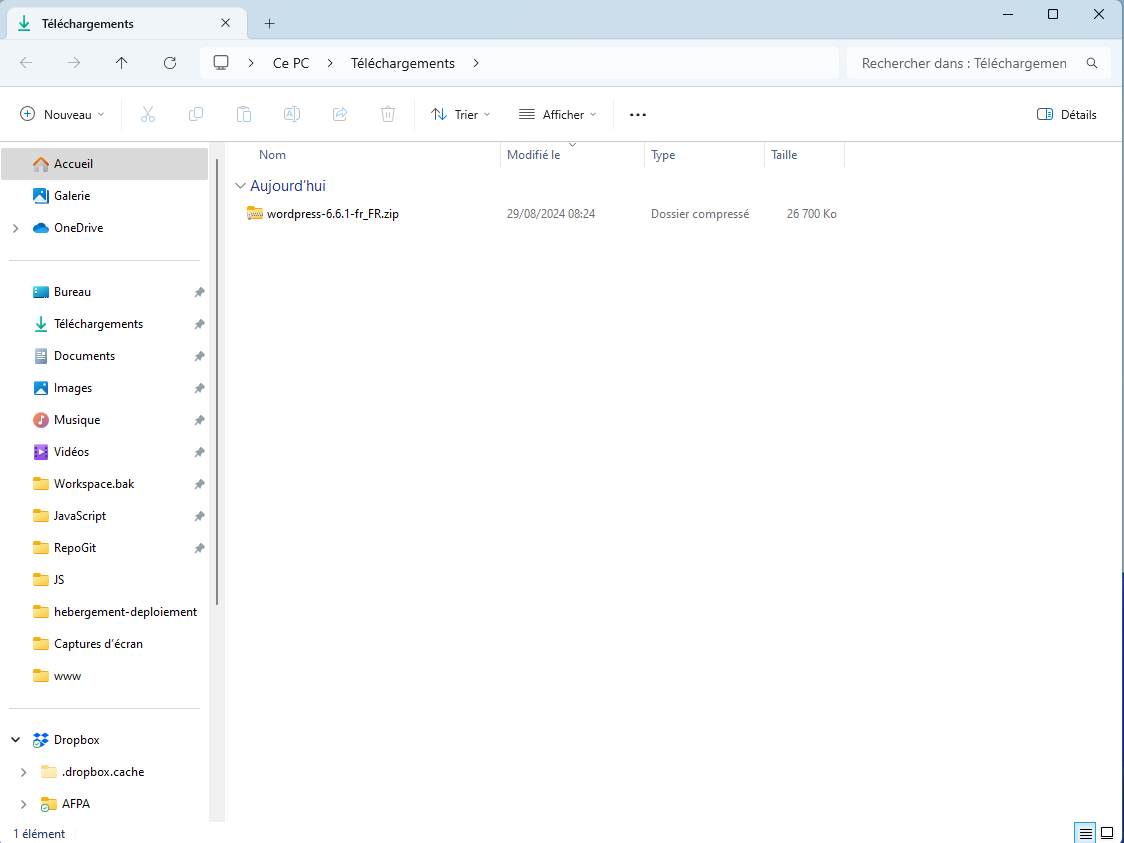 Téléchargements
Ce PC
Téléchargements
Rechercher dans : Téléchargemen
Nouveau
Trier
Afficher
Détails
Accueil
Galerie
OneDrive
Bureau
Téléchargements
Documents
Images
Musique
Vidéos
Workspace.bak
JavaScript
RepoGit
JS
hebergement-deploiement
Captures d'écran
www
Dropbox
.dropbox.cache
AFPA
Nom Modifié le Type Taille
Aujourd'hui
wordpress-6.6.1-fr_FR.zip 29/08/2024 08:24 Dossier compressé 26 700 Ko
1 élément